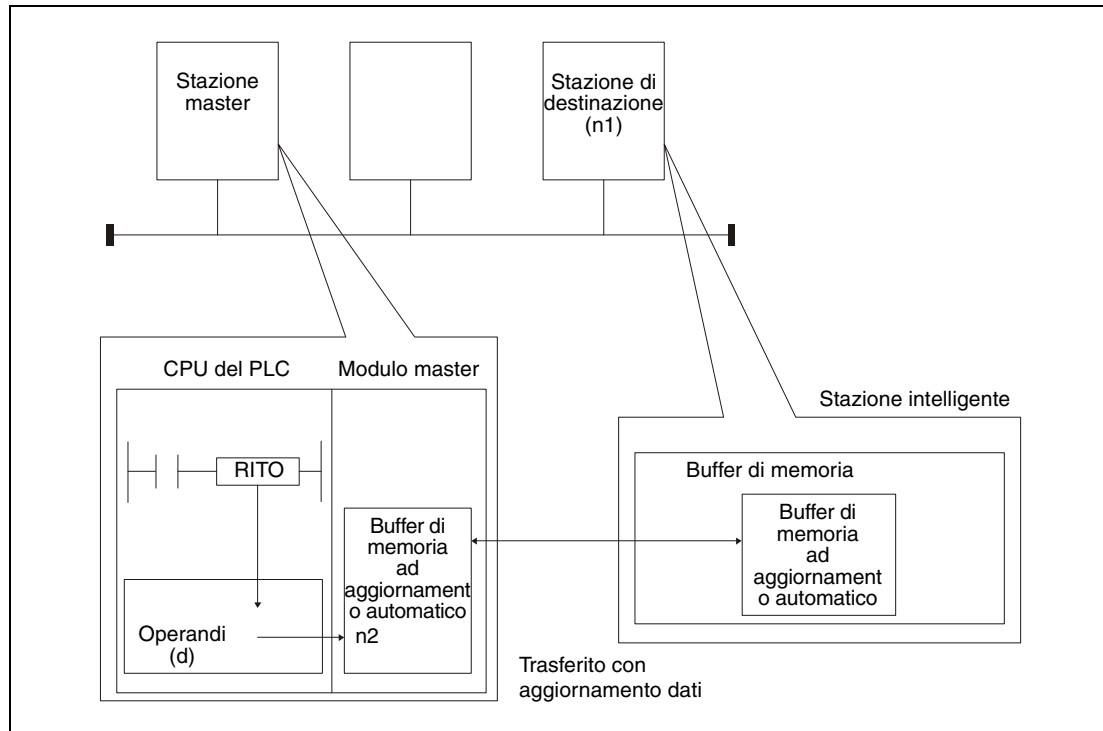 Stazione
master
Stazione di
destinazione
(n1)
CPU del PLC
Modulo master
RITO
Operandi
(d)
Buffer di
memoria
ad
aggiornament
o automatico
n2
Stazione intelligente
Buffer di memoria
Buffer di
memoria
ad
aggiornament
o automatico
Trasferito con
aggiornamento dati